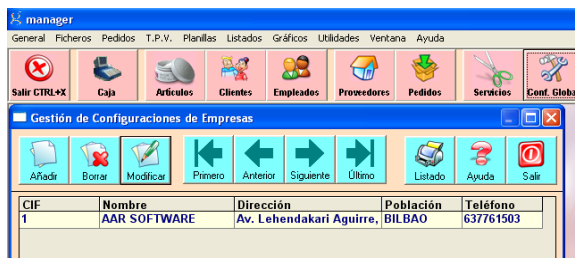 manager
General Ficheros Pedidos T.P.V. Planillas Listados Gráficos Utilidades Ventana Ayuda
Salir CTRL+X Caja Artículos Clientes Empleados Proveedores Pedidos Servicios Conf. Globa
Gestión de Configuraciones de Empresas
Añadir Borrar Modificar Primero Anterior Siguiente Último Listado Ayuda Salir
CIF Nombre Dirección Población Teléfono
1 AAR SOFTWARE Av. Lehendakari Aguirre, BILBAO 637761503